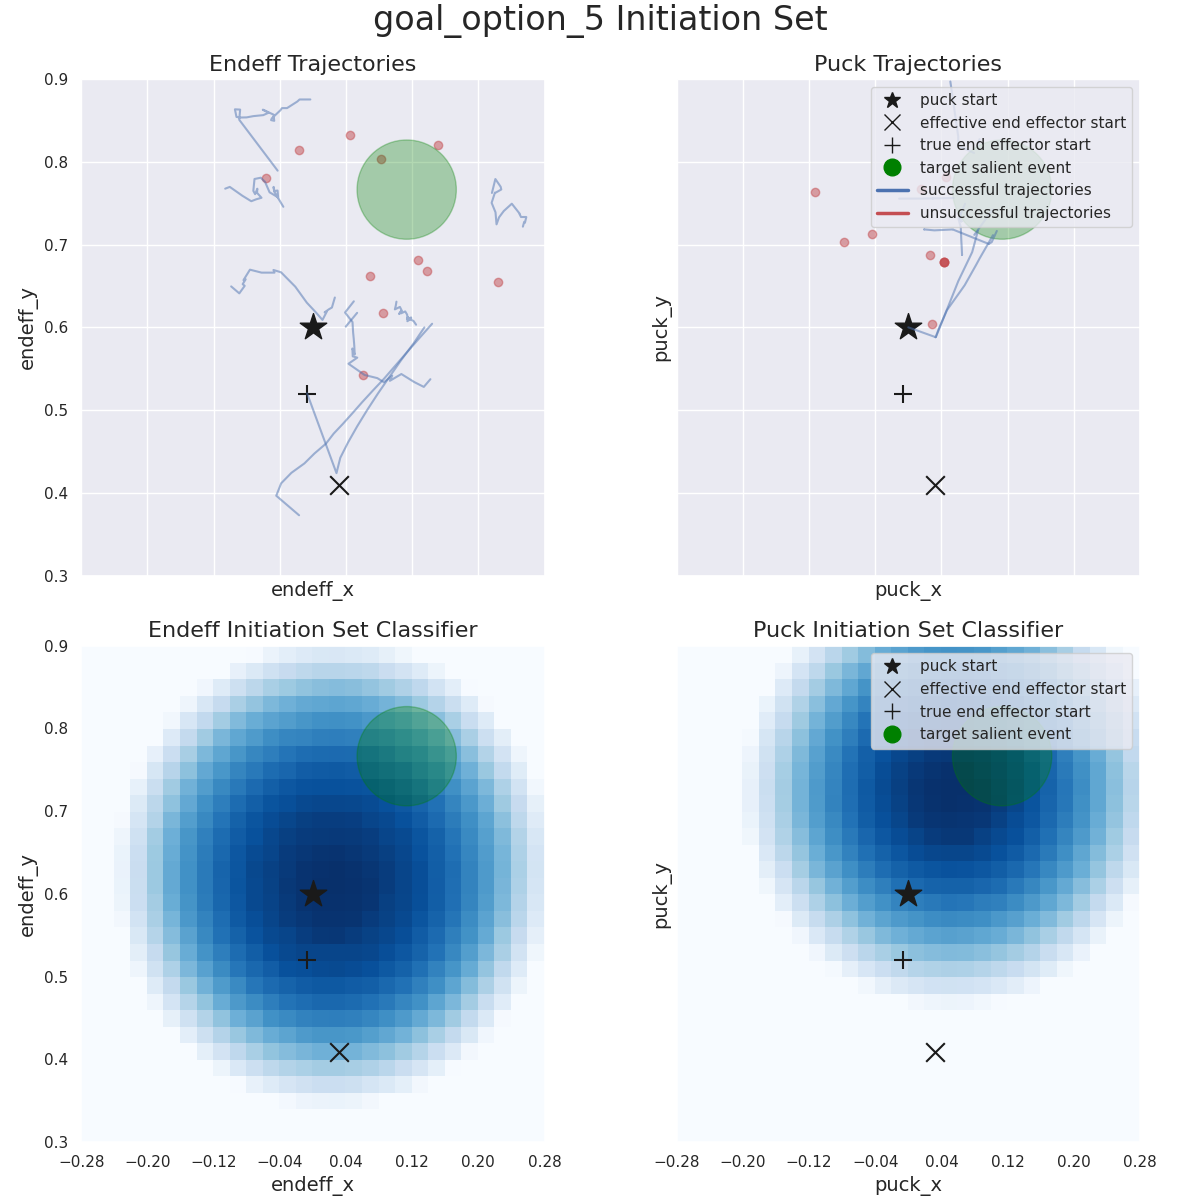 goal_option_5 Initiation Set
Endeff Trajectories
Puck Trajectories
0.9
0.8
0.7
0.6
0.5
0.4
0.3
endeff_y
endeff_x
puck_y
puck_x
puck start
effective end effector start
true end effector start
target salient event
successful trajectories
unsuccessful trajectories
Endeff Initiation Set Classifier
Puck Initiation Set Classifier
0.9
0.8
0.7
0.6
0.5
0.4
0.3
endeff_y
−0.28 −0.20 −0.12 −0.04 0.04 0.12 0.20 0.28
endeff_x
puck_y
puck start
effective end effector start
true end effector start
target salient event
−0.28 −0.20 −0.12 −0.04 0.04 0.12 0.20 0.28
puck_x